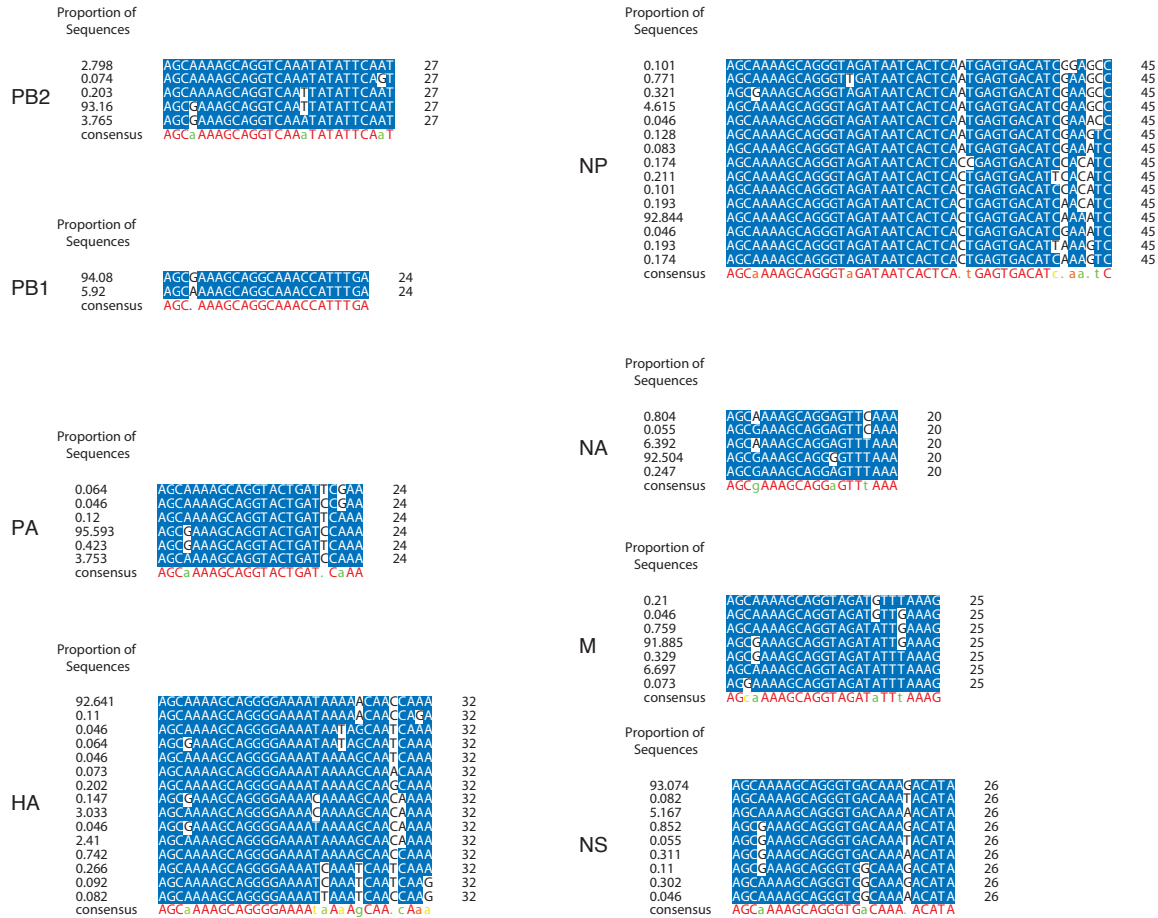 Proportion of
Sequences
PB2
2.798 AGCAAAAGCAGGTCAAATATATTCAAT 27
0.074 AGCAAAAGCAGGTCAAATATATTCAGT 27
0.203 AGCAAAAGCAGGTCAATTATATTCAAT 27
93.16 AGCGAAAGCAGGTCAATTATATTCAAT 27
3.765 AGCGAAAGCAGGTCAAATATATTCAAT 27
consensus AGCaAAAGCAGGTCAAaTATATTCAaT
Proportion of
Sequences
PB1
94.08 AGCGAAAGCAGGCAAACCATTTGA 24
5.92 AGCAAAAGCAGGCAAACCATTTGA 24
consensus AGC.AAAGCAGGCAAACCATTTGA
Proportion of
Sequences
PA
0.064 AGCAAAAGCAGGTACTGATTCGAA 24
0.046 AGCAAAAGCAGGTACTGATCCGAA 24
0.12 AGCAAAAGCAGGTACTGATTCAAA 24
95.593 AGCGAAAGCAGGTACTGATCCAAA 24
0.423 AGCGAAAGCAGGTACTGATTCAAA 24
3.753 AGCAAAAGCAGGTACTGATCCAAA 24
consensus AGCaAAAGCAGGTACTGAT.CaAA
Proportion of
Sequences
HA
92.641 AGCAAAAGCAGGGGAAAATAAAAACAACCAAA 32
0.11 AGCAAAAGCAGGGGAAAATAAAAACAACCAGA 32
0.046 AGCAAAAGCAGGGGAAAATAATAGCAATCAAA 32
0.064 AGCGAAAGCAGGGGAAAATAATAGCAATCAAA 32
0.046 AGCAAAAGCAGGGGAAAATAAAAGCAATCAAA 32
0.073 AGCAAAAGCAGGGGAAAATAAAAGCAAACAAA 32
0.202 AGCAAAAGCAGGGGAAAATAAAAGCAAGCAAA 32
0.147 AGCGAAAGCAGGGGAAAACAAAAGCAACAAAA 32
3.033 AGCAAAAGCAGGGGAAAACAAAAGCAACAAAA 32
0.046 AGCGAAAGCAGGGGAAAATAAAAGCAACAAAA 32
2.41 AGCAAAAGCAGGGGAAAATAAAAGCAACAAAA 32
0.742 AGCAAAAGCAGGGGAAAATAAAAGCAACCAAA 32
0.266 AGCAAAAGCAGGGGAAAATCAAATCAATCAAA 32
0.092 AGCAAAAGCAGGGGAAAATCAAATCAATCAAG 32
0.082 AGCAAAAGCAGGGGAAAATTAAATCAACCAAG 32
consensus AGCaAAAGCAGGGGAAAAtaAaAgCAA.cAaa
Proportion of
Sequences
NP
0.101 AGCAAAAGCAGGGTAGATAATCACTCAATGAGTGACATCGGAGCC 45
0.771 AGCAAAAGCAGGGTTGATAATCACTCAATGAGTGACATCGAAGCC 45
0.321 AGCGAAAGCAGGGTAGATAATCACTCAATGAGTGACATCGAAGCC 45
4.615 AGCAAAAGCAGGGTAGATAATCACTCAATGAGTGACATCGAAGCC 45
0.046 AGCAAAAGCAGGGTAGATAATCACTCAATGAGTGACATCGAAACC 45
0.128 AGCAAAAGCAGGGTAGATAATCACTCAATGAGTGACATCGAAGTC 45
0.083 AGCAAAAGCAGGGTAGATAATCACTCAATGAGTGACATCGAAATC 45
0.174 AGCAAAAGCAGGGTAGATAATCACTCACCGAGTGACATCCACATC 45
0.211 AGCAAAAGCAGGGTAGATAATCACTCACTGAGTGACATTCACATC 45
0.101 AGCAAAAGCAGGGTAGATAATCACTCACTGAGTGACATCCACATC 45
0.193 AGCAAAAGCAGGGTAGATAATCACTCACTGAGTGACATCAACATC 45
92.844 AGCAAAAGCAGGGTAGATAATCACTCACTGAGTGACATCAAAATC 45
0.046 AGCAAAAGCAGGGTAGATAATCACTCACTGAGTGACATCGAAATC 45
0.193 AGCAAAAGCAGGGTAGATAATCACTCACTGAGTGACATTAAAGTC 45
0.174 AGCAAAAGCAGGGTAGATAATCACTCACTGAGTGACATCAAAGTC 45
consensus AGCaAAAGCAGGGTaGATAATCACTCA.tGAGTGACATc.aa.tC
Proportion of
Sequences
NA
0.804 AGCAAAAGCAGGAGTTCAAA 20
0.055 AGCGAAAGCAGGAGTTCAAA 20
6.392 AGCAAAAGCAGGAGTTTAAA 20
92.504 AGCGAAAGCAGGGGTTTAAA 20
0.247 AGCGAAAGCAGGAGTTTAAA 20
consensus AGCgAAAGCAGGaGTTtAAA
Proportion of
Sequences
M
0.21 AGCAAAAGCAGGTAGATGTTTAAAG 25
0.046 AGCAAAAGCAGGTAGATGTTGAAAG 25
0.759 AGCAAAAGCAGGTAGATATTGAAAG 25
91.885 AGCGAAAGCAGGTAGATATTGAAAG 25
0.329 AGCGAAAGCAGGTAGATATTTAAAG 25
6.697 AGCAAAAGCAGGTAGATATTTAAAG 25
0.073 AGGAAAAGCAGGTAGATATTTAAAG 25
consensus AGcaAAAGCAGGTAGATaTTtAAAG
Proportion of
Sequences
NS
93.074 AGCAAAAGCAGGGTGACAAAGACATA 26
0.082 AGCAAAAGCAGGGTGACAAATACATA 26
5.167 AGCAAAAGCAGGGTGACAAAAACATA 26
0.852 AGCGAAAGCAGGGTGACAAAGACATA 26
0.055 AGCGAAAGCAGGGTGACAAATACATA 26
0.311 AGCGAAAGCAGGGTGACAAAAACATA 26
0.11 AGCGAAAGCAGGGTGGCAAAGACATA 26
0.302 AGCAAAAGCAGGGTGGCAAAGACATA 26
0.046 AGCAAAAGCAGGGTGGCAAAAACATA 26
consensus AGCaAAAGCAGGGTGaCAAA.ACATA